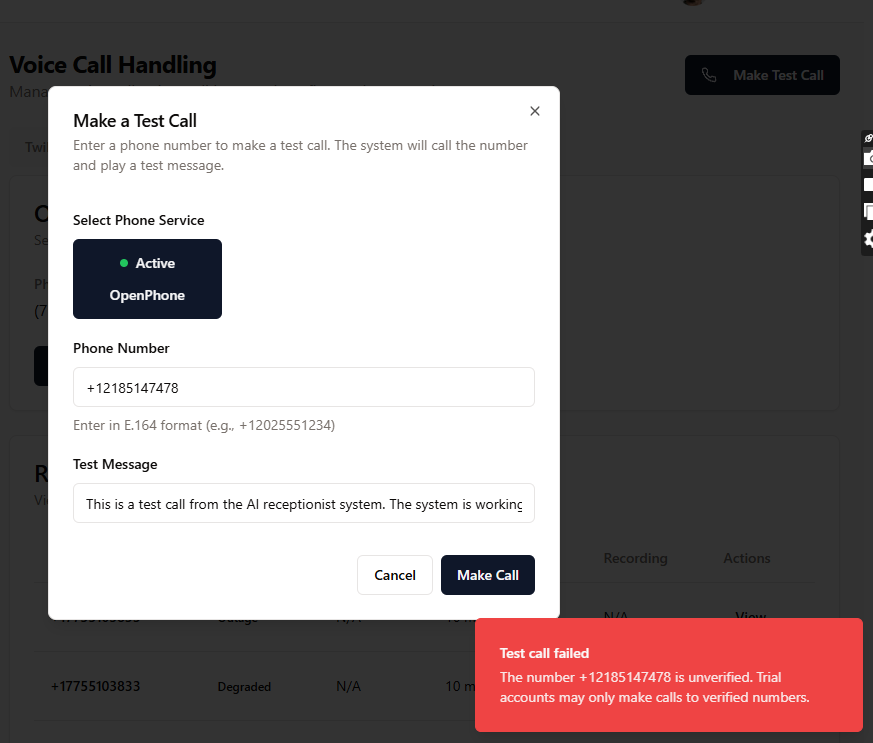 Voice Call Handling
Make Test Call
Make a Test Call
Enter a phone number to make a test call. The system will call the number
and play a test message.
Select Phone Service
Active
OpenPhone
Phone Number
+12185147478
Enter in E.164 format (e.g., +12025551234)
Test Message
This is a test call from the AI receptionist system. The system is working
Cancel
Make Call
Recording
Actions
+17755103833
N/A
View
+17755103833
Degraded
N/A
10 m
Test call failed
The number +12185147478 is unverified. Trial
accounts may only make calls to verified numbers.